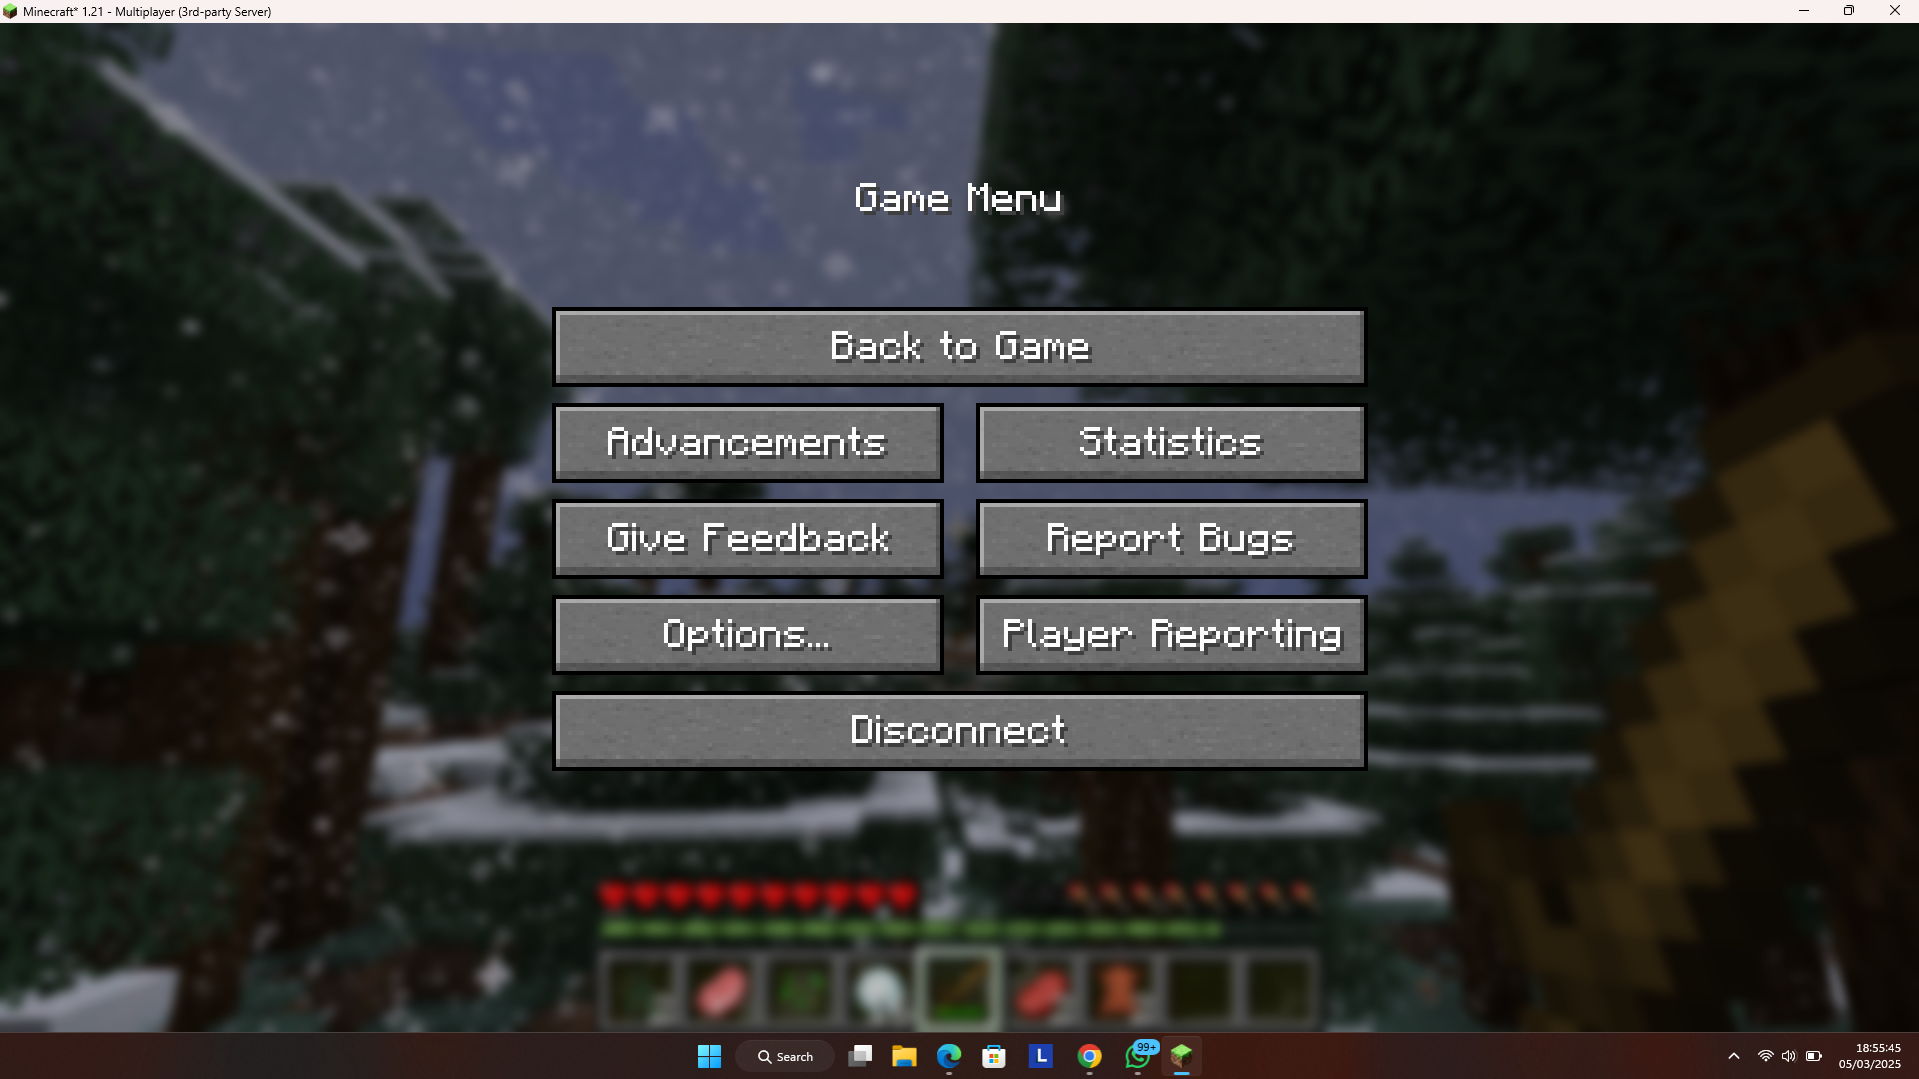 Minecraft* 1.21 - Multiplayer (3rd-party Server)
Game Menu
Back to Game
Advancements
Statistics
Give Feedback
Report Bugs
Options...
Player Reporting
Disconnect
Search
L
99+
18:55:45
05/03/2025